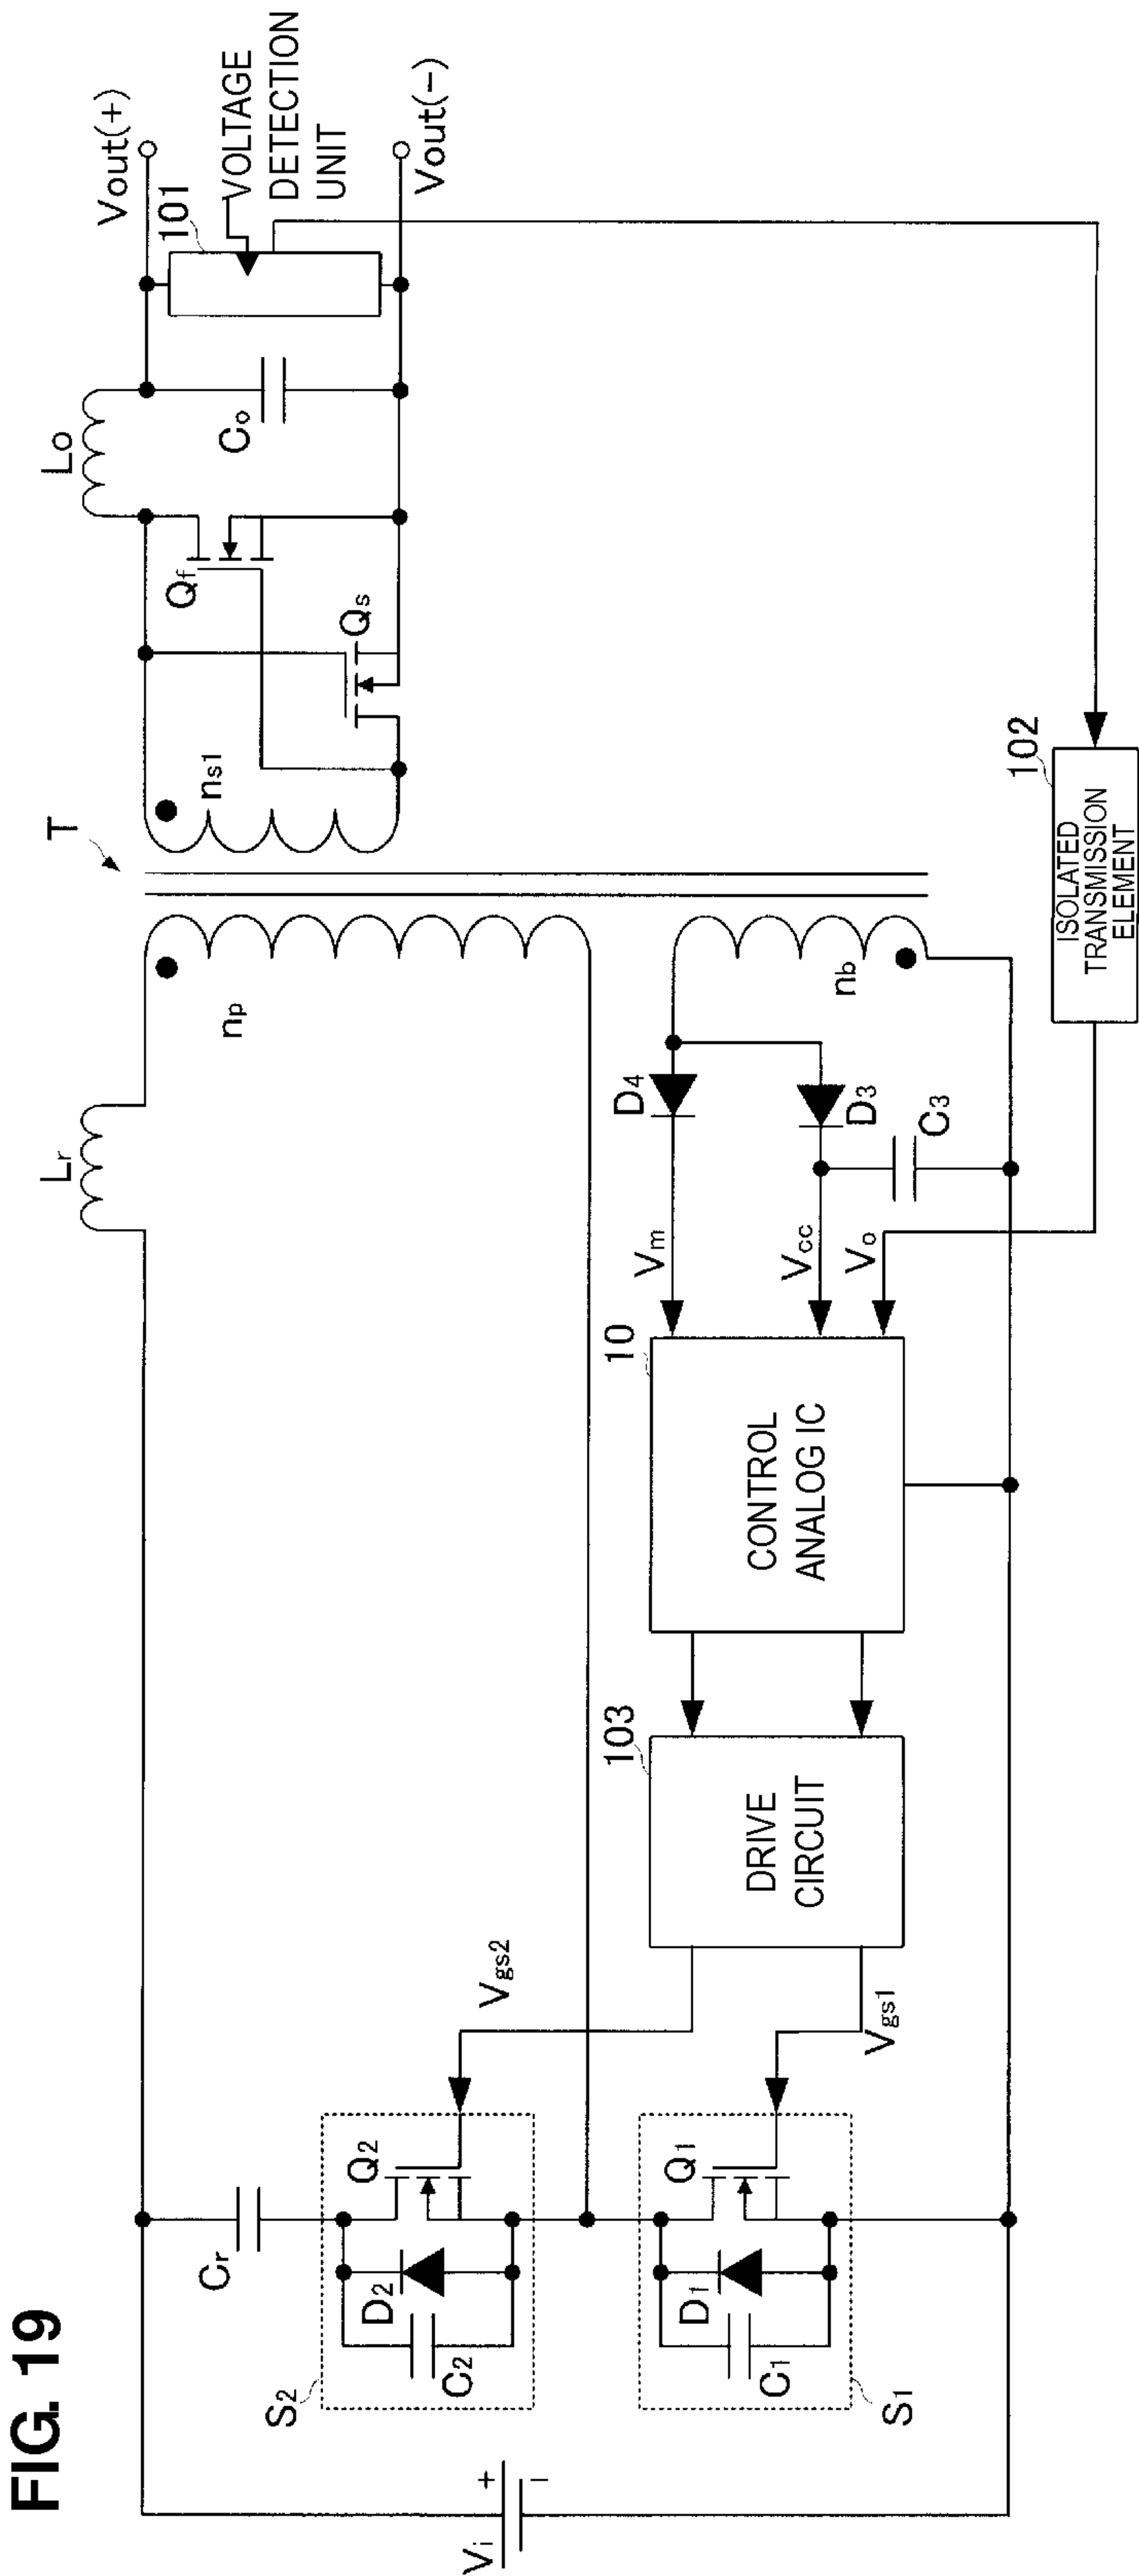 FIG. 19
Vi
+
−
S2
Cr
Q2
D2
C2
S1
Q1
D1
C1
Vgs2
Vgs1
103
DRIVE
CIRCUIT
10
CONTROL
ANALOG IC
Vm
Vcc
Vo
D4
D3
C3
Lr
np
nb
T
ns1
Qs
Qf
Lo
Co
101
VOLTAGE
DETECTION
UNIT
Vout(+)
Vout(−)
102
ISOLATED
TRANSMISSION
ELEMENT